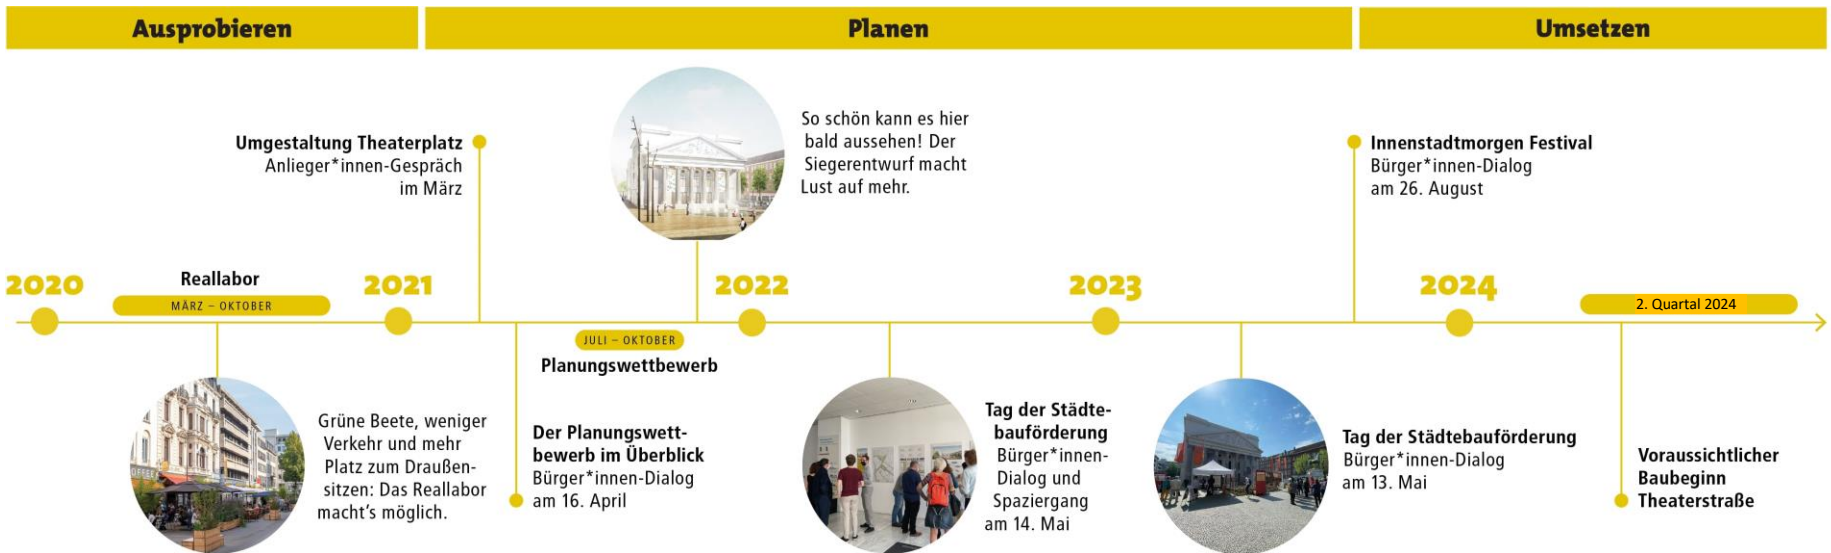 Ausprobieren
Planen
Umsetzen
Umgestaltung Theaterplatz
Anlieger*innen-Gespräch
im März
So schön kann es hier
bald aussehen! Der
Siegerentwurf macht
Lust auf mehr.
Innenstadtmorgen Festival
Bürger*innen-Dialog
am 26. August
2020
Reallabor
MÄRZ – OKTOBER
2021
2022
2023
2024
2. Quartal 2024
JULI – OKTOBER
Planungswettbewerb
Grüne Beete, weniger
Verkehr und mehr
Platz zum Draußen-
sitzen: Das Reallabor
macht’s möglich.
Der Planungswett-
bewerb im Überblick
Bürger*innen-Dialog
am 16. April
Tag der Städte-
bauförderung
Bürger*innen-
Dialog und
Spaziergang
am 14. Mai
Tag der Städtebauförderung
Bürger*innen-Dialog
am 13. Mai
Voraussichtlicher
Baubeginn
Theaterstraße